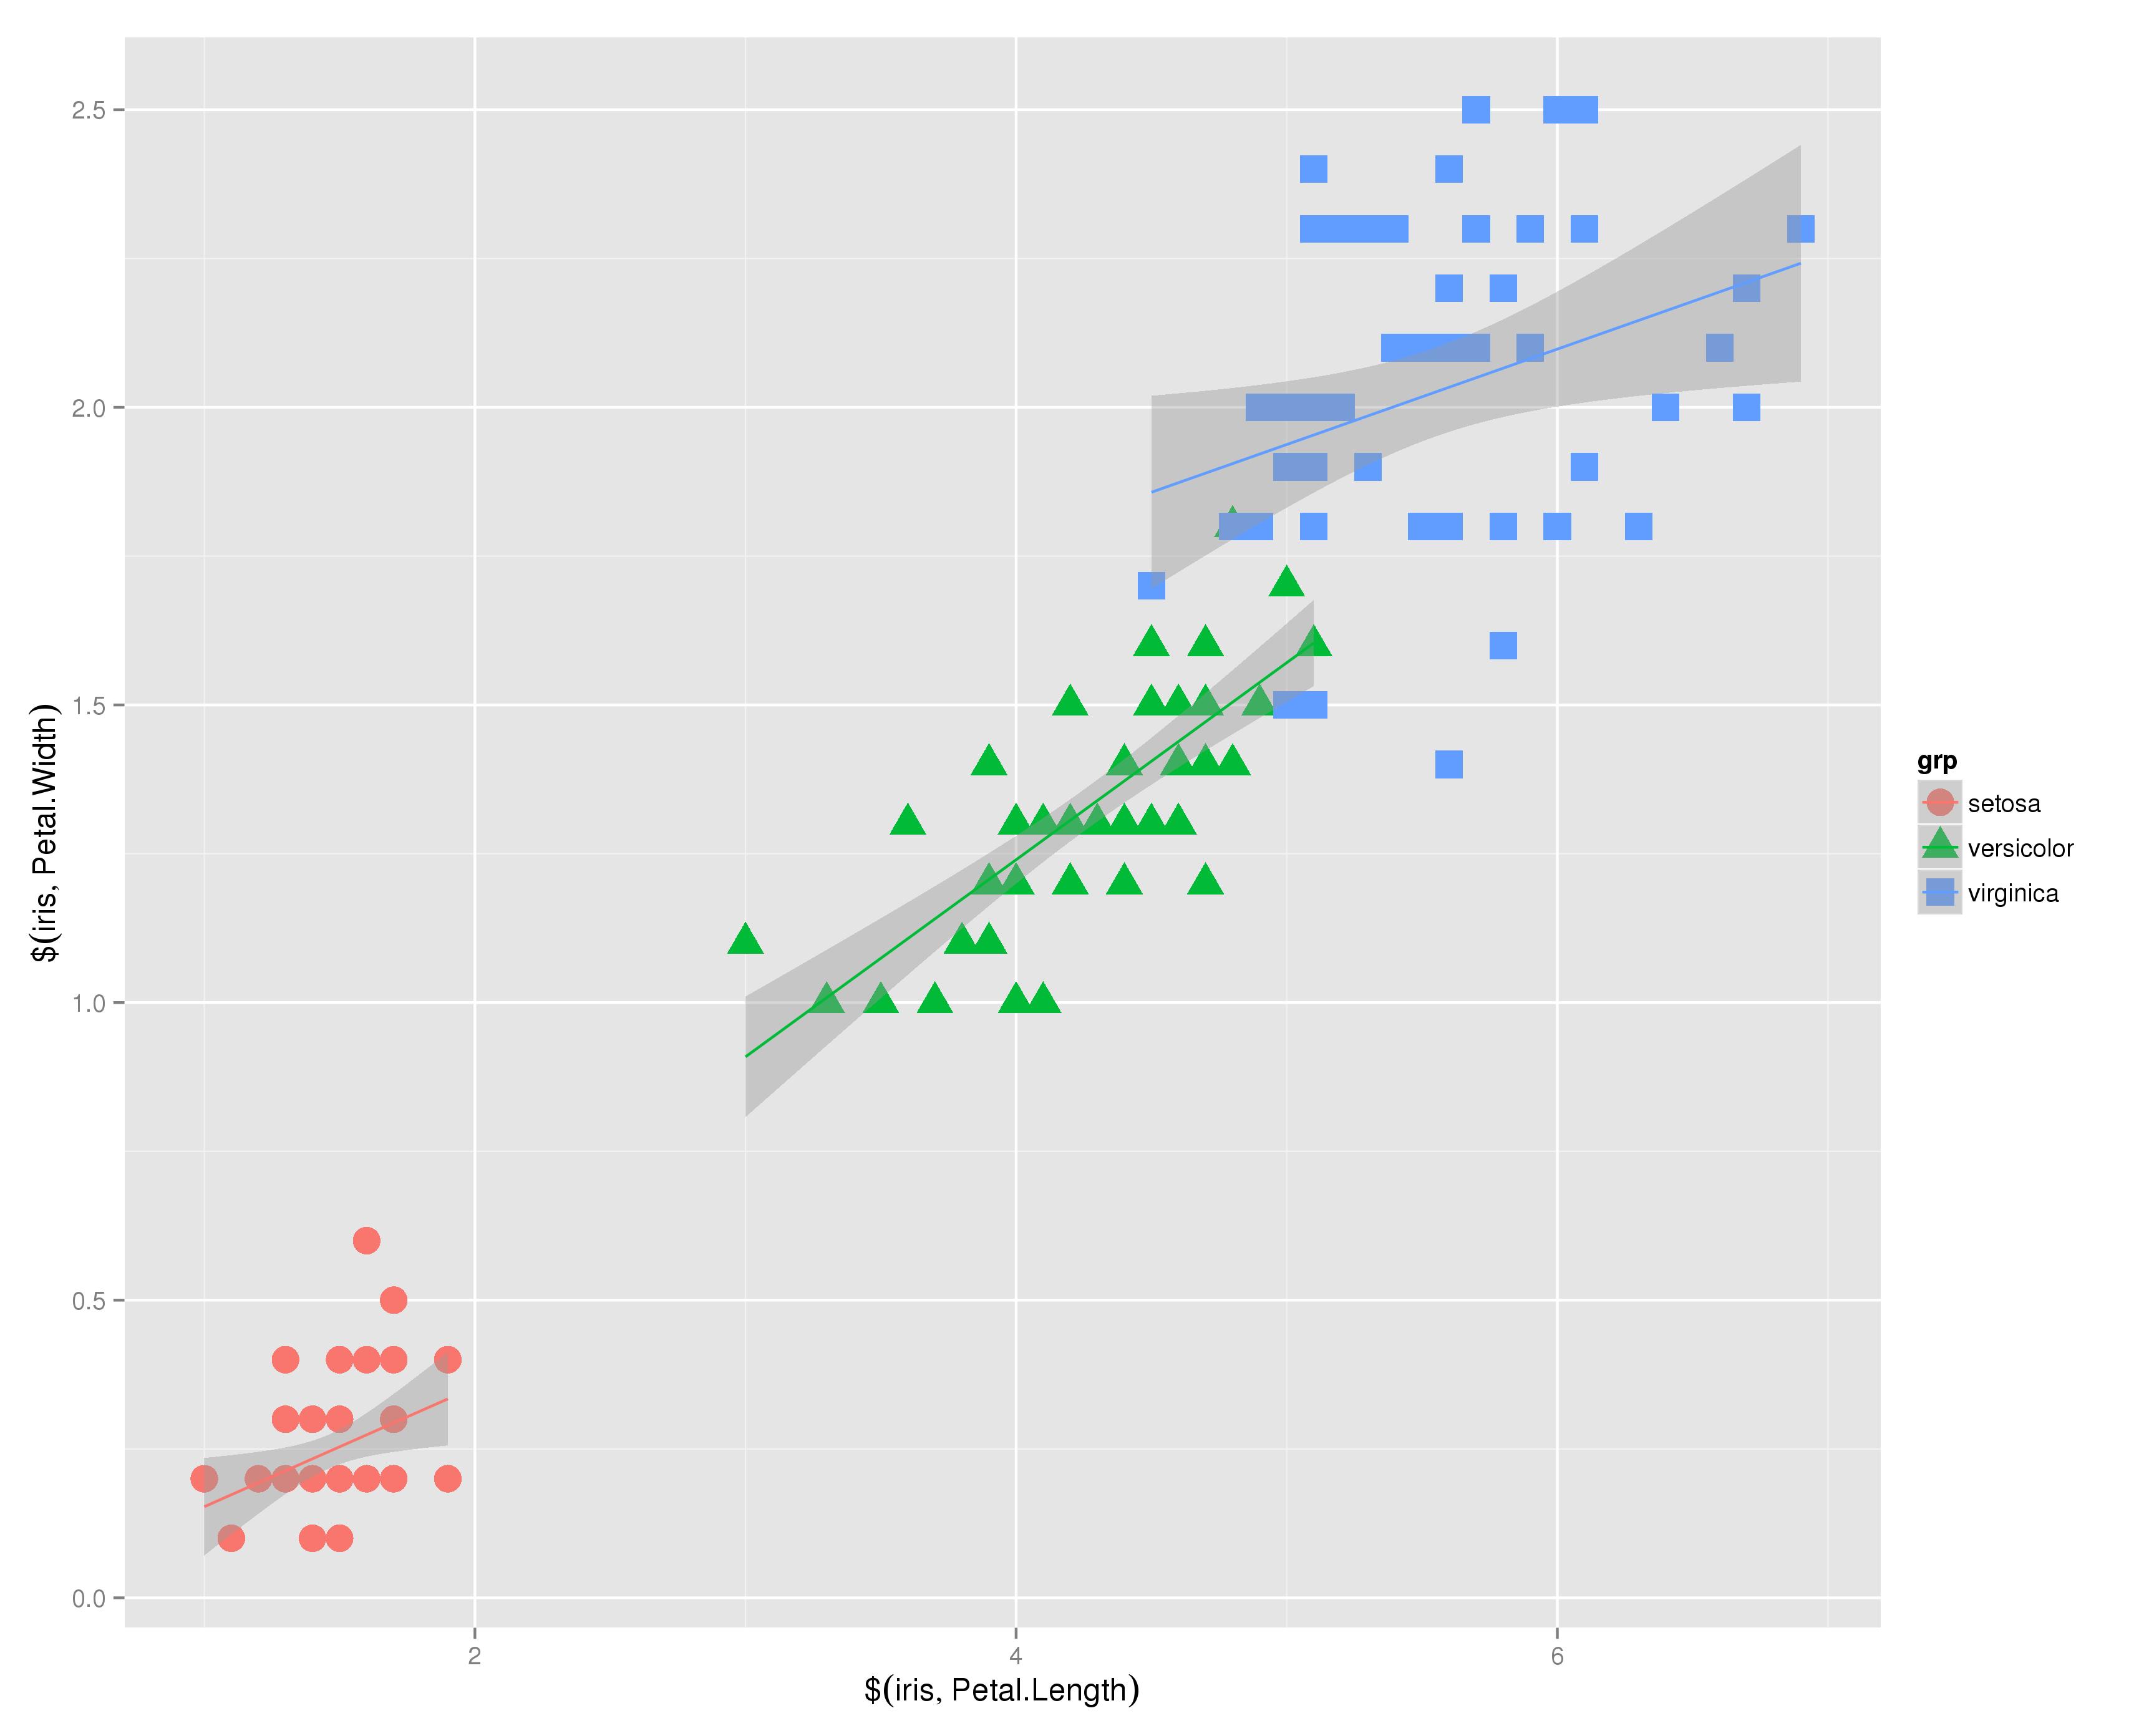 2.5
2.0
1.5
1.0
0.5
0.0
$(iris, Petal.Width)
2 4 6
$(iris, Petal.Length)
grp
setosa
versicolor
virginica